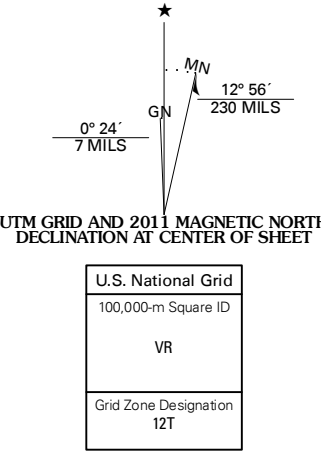 ★
MN
12° 56´
230 MILS
GN
0° 24´
7 MILS
UTM GRID AND 2011 MAGNETIC NORTH
DECLINATION AT CENTER OF SHEET
U.S. National Grid
100,000-m Square ID
VR
Grid Zone Designation
12T